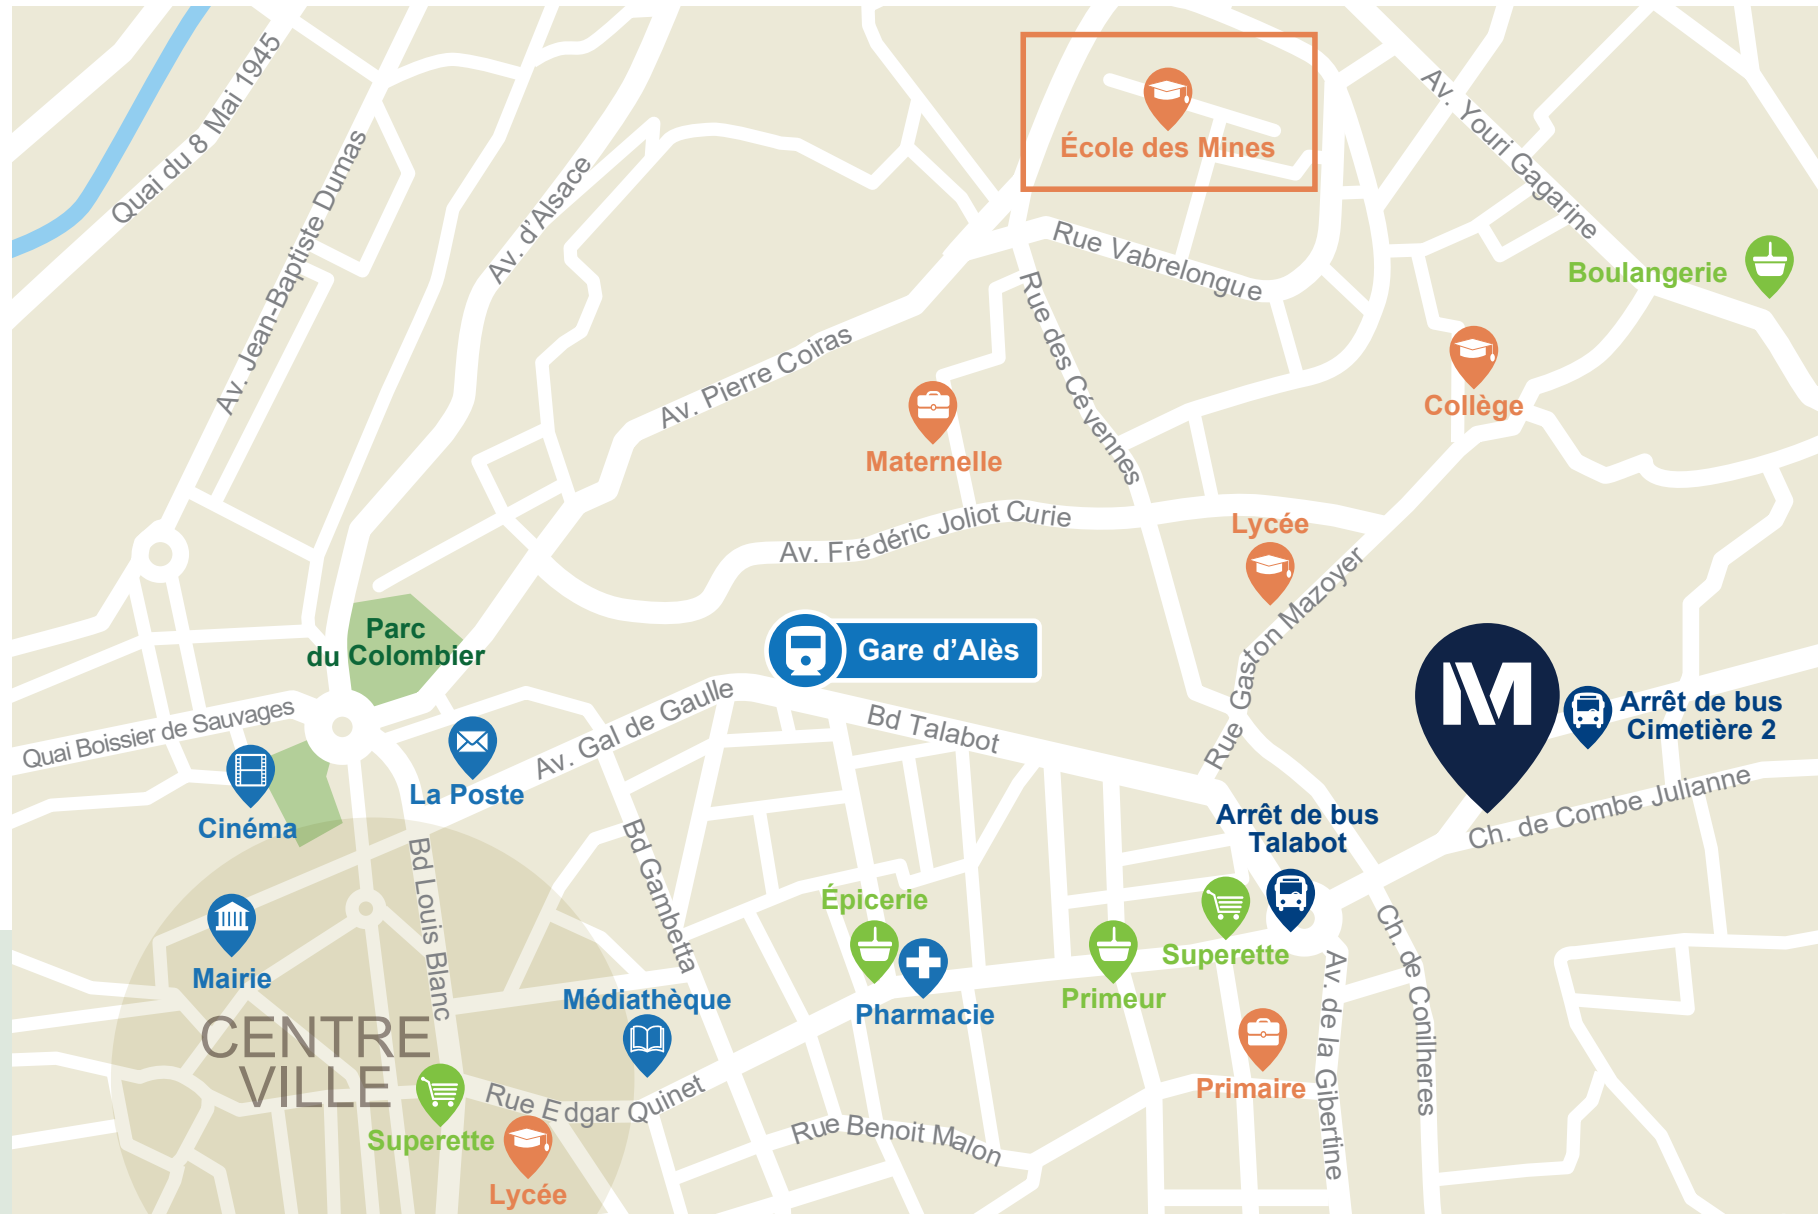 Quai du 8 Mai 1945
Av. Jean-Baptiste Dumas
Av. d'Alsace
École des Mines
Av. Youri Gagarine
Rue Vabrelongue
Boulangerie
Rue des Cévennes
Av. Pierre Coiras
Collège
Maternelle
Av. Frédéric Joliot Curie
Lycée
Rue Gaston Mazoyer
Parc
du Colombier
Gare d'Alès
Quai Boissier de Sauvages
Av. Gal de Gaulle
Bd Talabot
M
Arrêt de bus
Cimetière 2
La Poste
Cinéma
Ch. de Combe Julianne
Arrêt de bus
Talabot
Bd Louis Blanc
Bd Gambetta
Épicerie
Superette
Ch. de Conilheres
Mairie
Médiathèque
Pharmacie
Primeur
Av. de la Gibertine
CENTRE
VILLE
Primaire
Rue Edgar Quinet
Superette
Rue Benoit Malon
Lycée